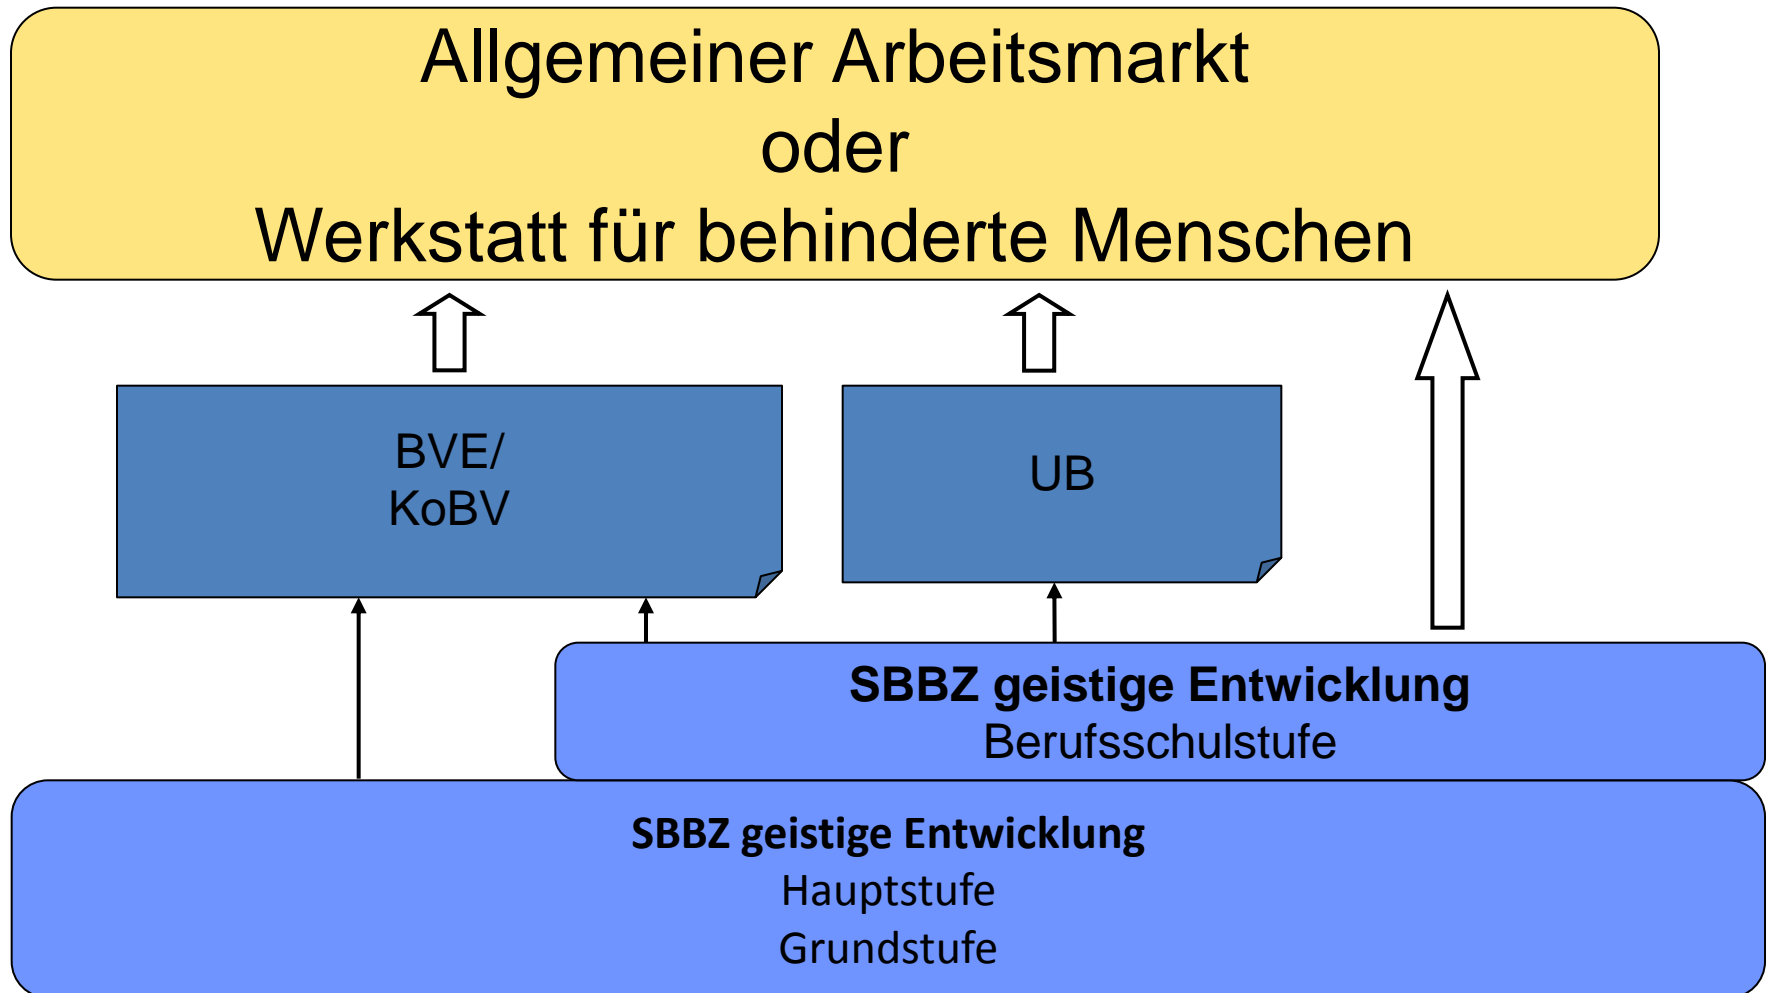 Allgemeiner Arbeitsmarkt
oder
Werkstatt für behinderte Menschen
BVE/
KoBV
UB
SBBZ geistige Entwicklung
Berufsschulstufe
SBBZ geistige Entwicklung
Hauptstufe
Grundstufe